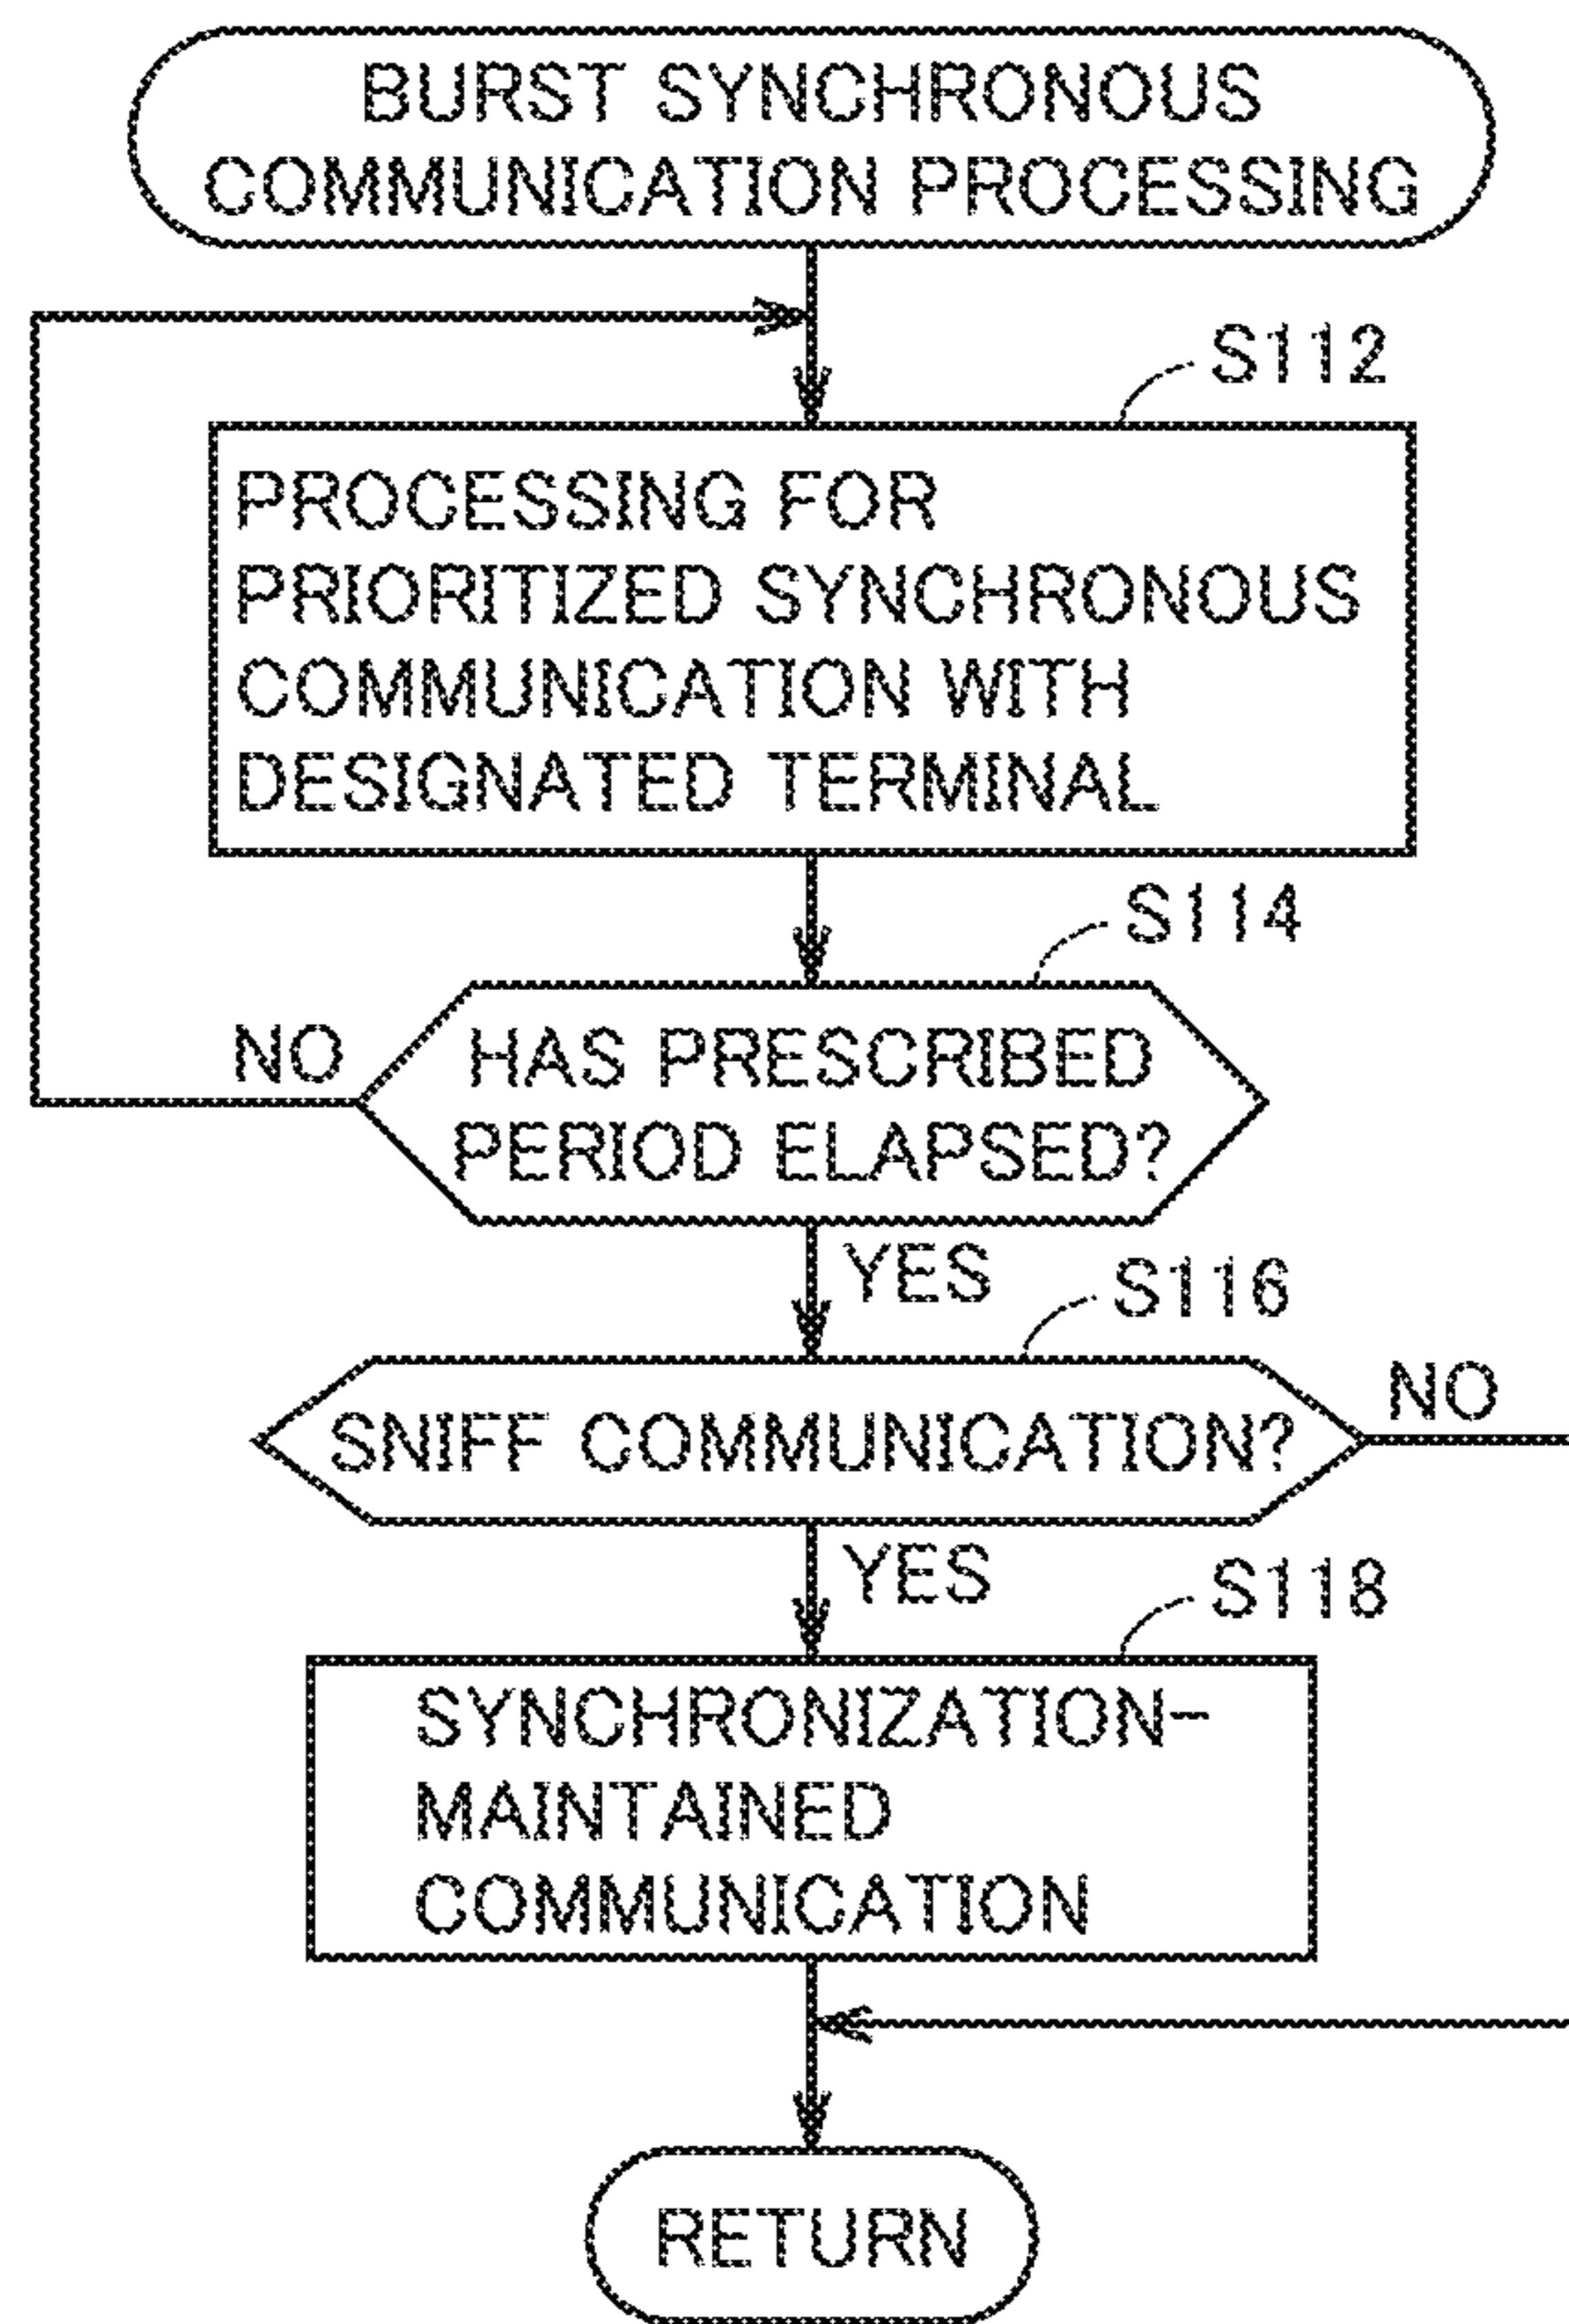 BURST SYNCHRONOUS
COMMUNICATION PROCESSING
S112
PROCESSING FOR
PRIORITIZED SYNCHRONOUS
COMMUNICATION WITH
DESIGNATED TERMINAL
S114
NO
HAS PRESCRIBED
PERIOD ELAPSED?
YES
S116
NO
SNIFF COMMUNICATION?
YES
S118
SYNCHRONIZATION-
MAINTAINED
COMMUNICATION
RETURN